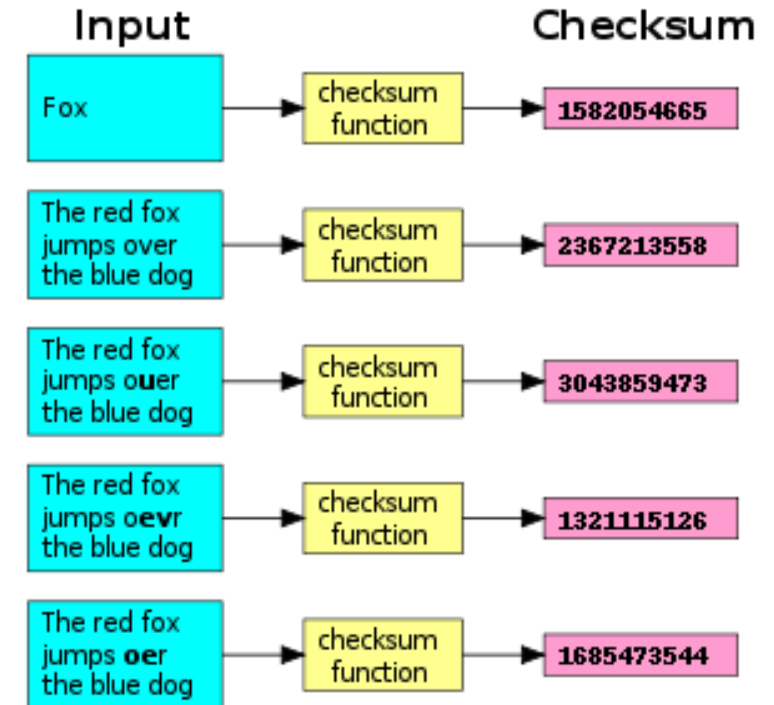 Input
Checksum
Fox
checksum
function
1582054665
The red fox
jumps over
the blue dog
checksum
function
2367213558
The red fox
jumps ouer
the blue dog
checksum
function
3043859473
The red fox
jumps oevr
the blue dog
checksum
function
1321115126
The red fox
jumps oer
the blue dog
checksum
function
1685473544